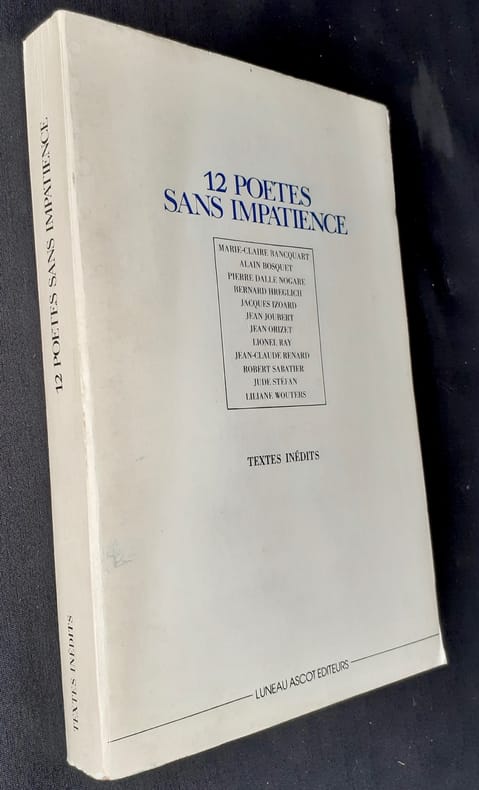 12 POETES
SANS IMPATIENCE
MARIE-CLAIRE BANCQUART
ALAIN BOSQUET
PIERRE DALLE NOGARE
BERNARD HREGLICH
JACQUES IZOARD
JEAN JOUBERT
JEAN ORIZET
LIONEL RAY
JEAN-CLAUDE RENARD
ROBERT SABATIER
JUDE STÉFAN
LILIANE WOUTERS
TEXTES INÉDITS
LUNEAU ASCOT EDITEURS
12 POETES SANS IMPATIENCE
TEXTES INÉDITS